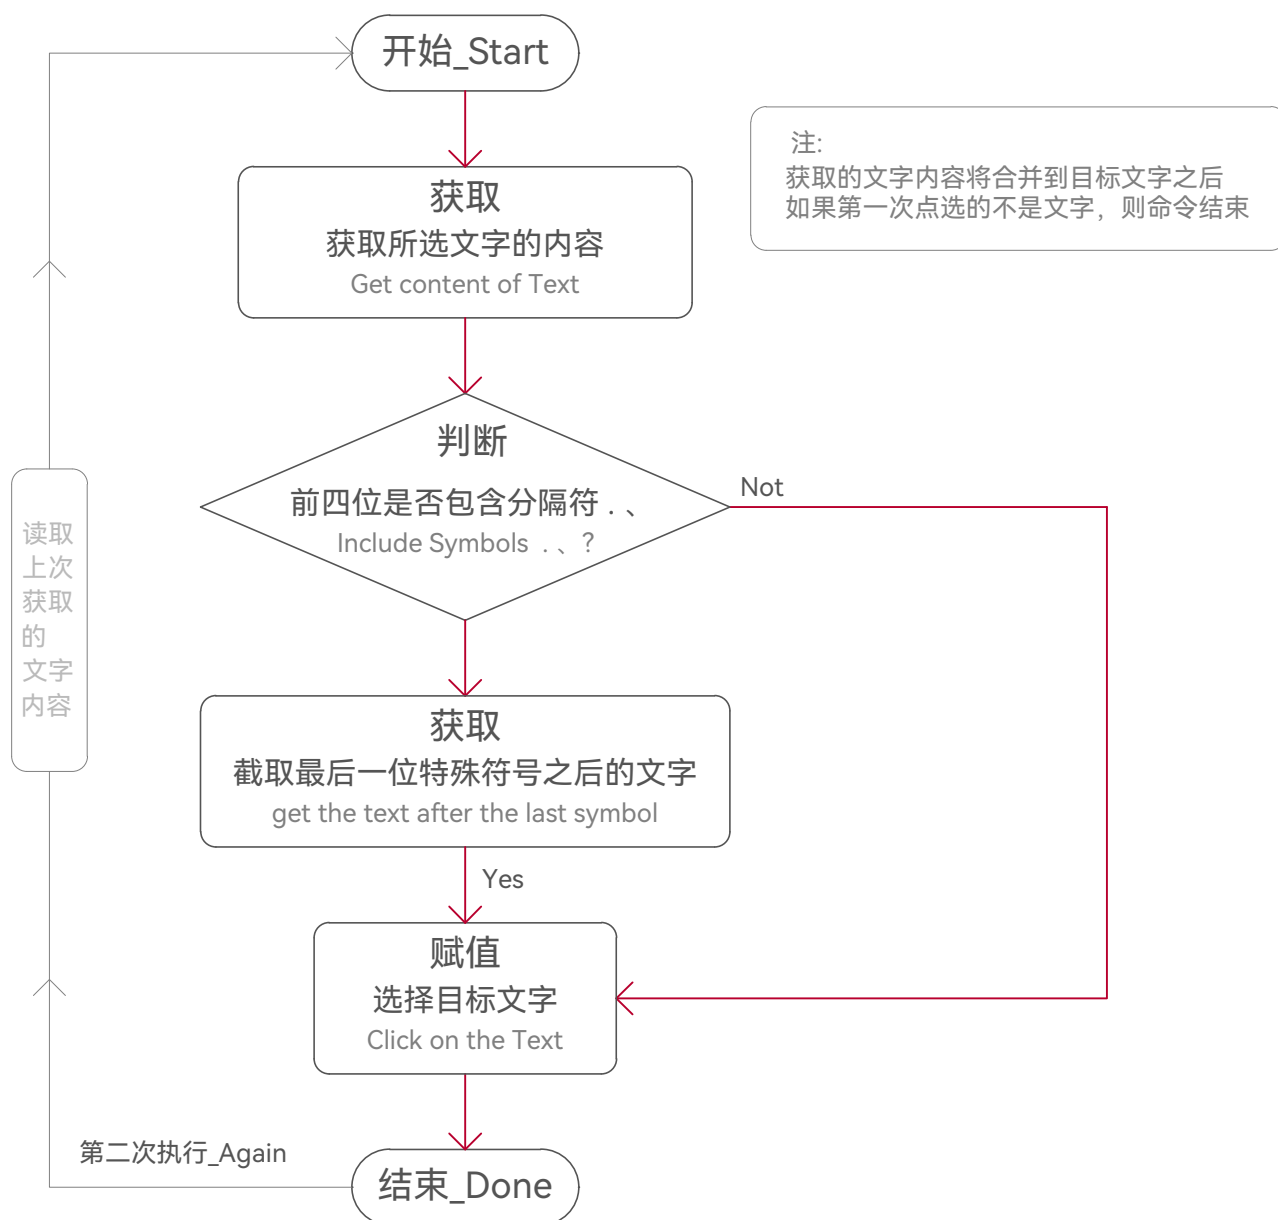 开始_Start
注:
获取的文字内容将合并到目标文字之后
如果第一次点选的不是文字，则命令结束
获取
获取所选文字的内容
Get content of Text
判断
前四位是否包含分隔符 . 、
Include Symbols . 、?
Not
读取
上次
获取
的
文字
内容
获取
截取最后一位特殊符号之后的文字
get the text after the last symbol
Yes
赋值
选择目标文字
Click on the Text
第二次执行_Again
结束_Done